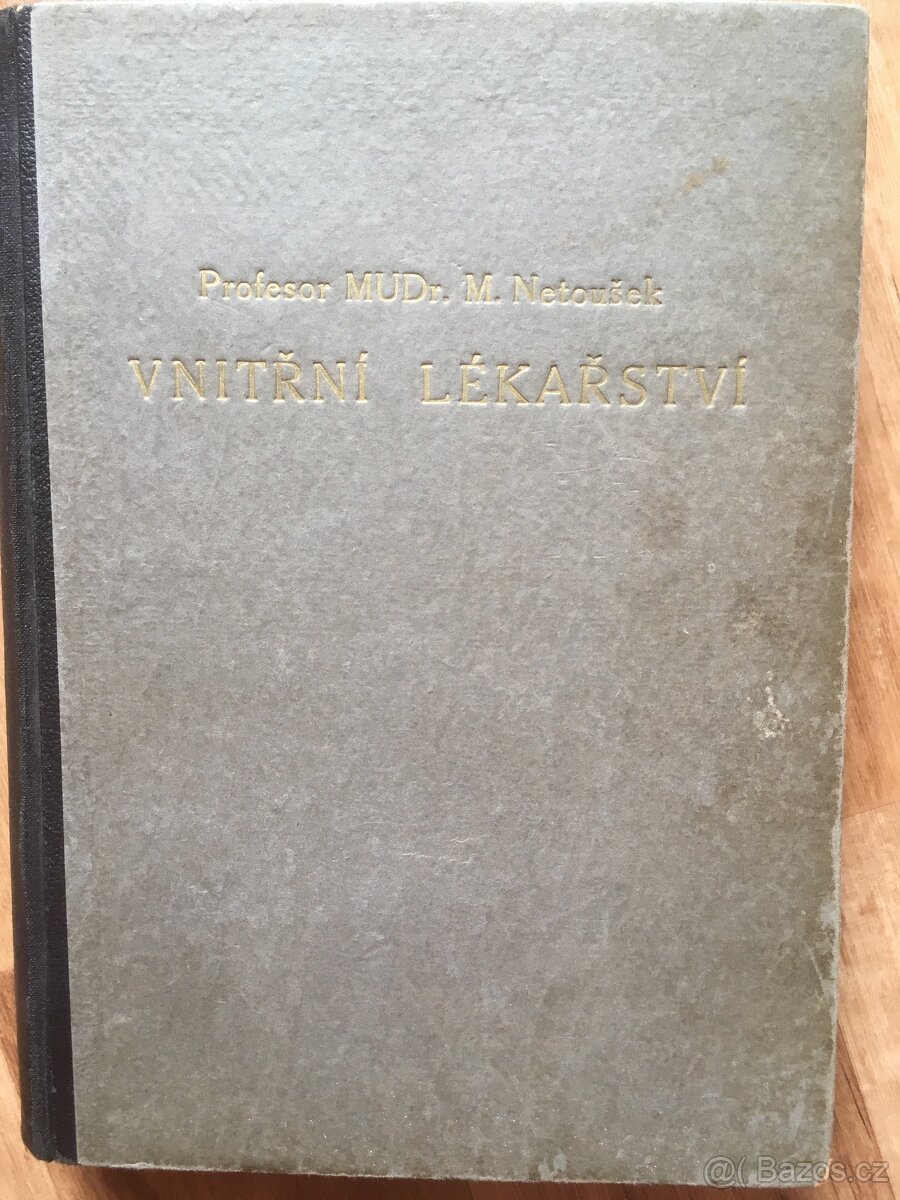 Profesor MUDr. M. Netoušek
VNITŘNÍ LÉKAŘSTVÍ
@( Bazos.cz